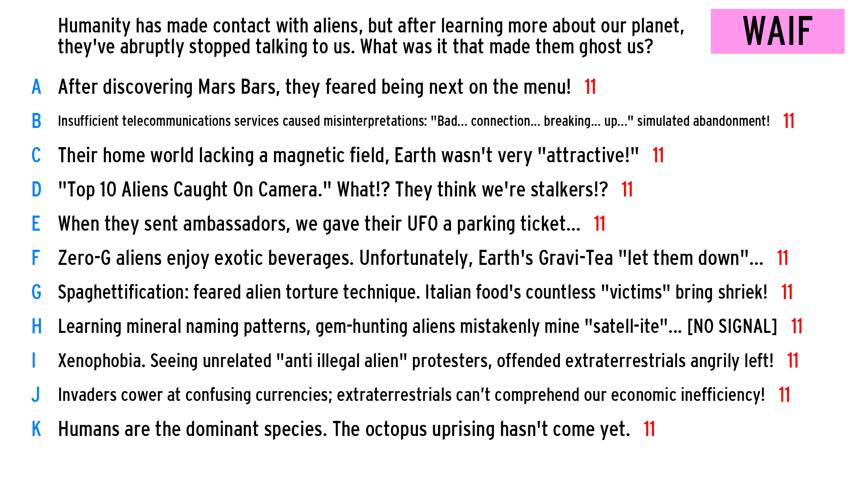 Humanity has made contact with aliens, but after learning more about our planet,
they've abruptly stopped talking to us. What was it that made them ghost us?
WAIF
A After discovering Mars Bars, they feared being next on the menu! 11
B Insufficient telecommunications services caused misinterpretations: "Bad... connection... breaking... up..." simulated abandonment! 11
C Their home world lacking a magnetic field, Earth wasn't very "attractive!" 11
D "Top 10 Aliens Caught On Camera." What!? They think we're stalkers!? 11
E When they sent ambassadors, we gave their UFO a parking ticket... 11
F Zero-G aliens enjoy exotic beverages. Unfortunately, Earth's Gravi-Tea "let them down"... 11
G Spaghettification: feared alien torture technique. Italian food's countless "victims" bring shriek! 11
H Learning mineral naming patterns, gem-hunting aliens mistakenly mine "satell-ite"... [NO SIGNAL] 11
I Xenophobia. Seeing unrelated "anti illegal alien" protesters, offended extraterrestrials angrily left! 11
J Invaders cower at confusing currencies; extraterrestrials can’t comprehend our economic inefficiency! 11
K Humans are the dominant species. The octopus uprising hasn't come yet. 11